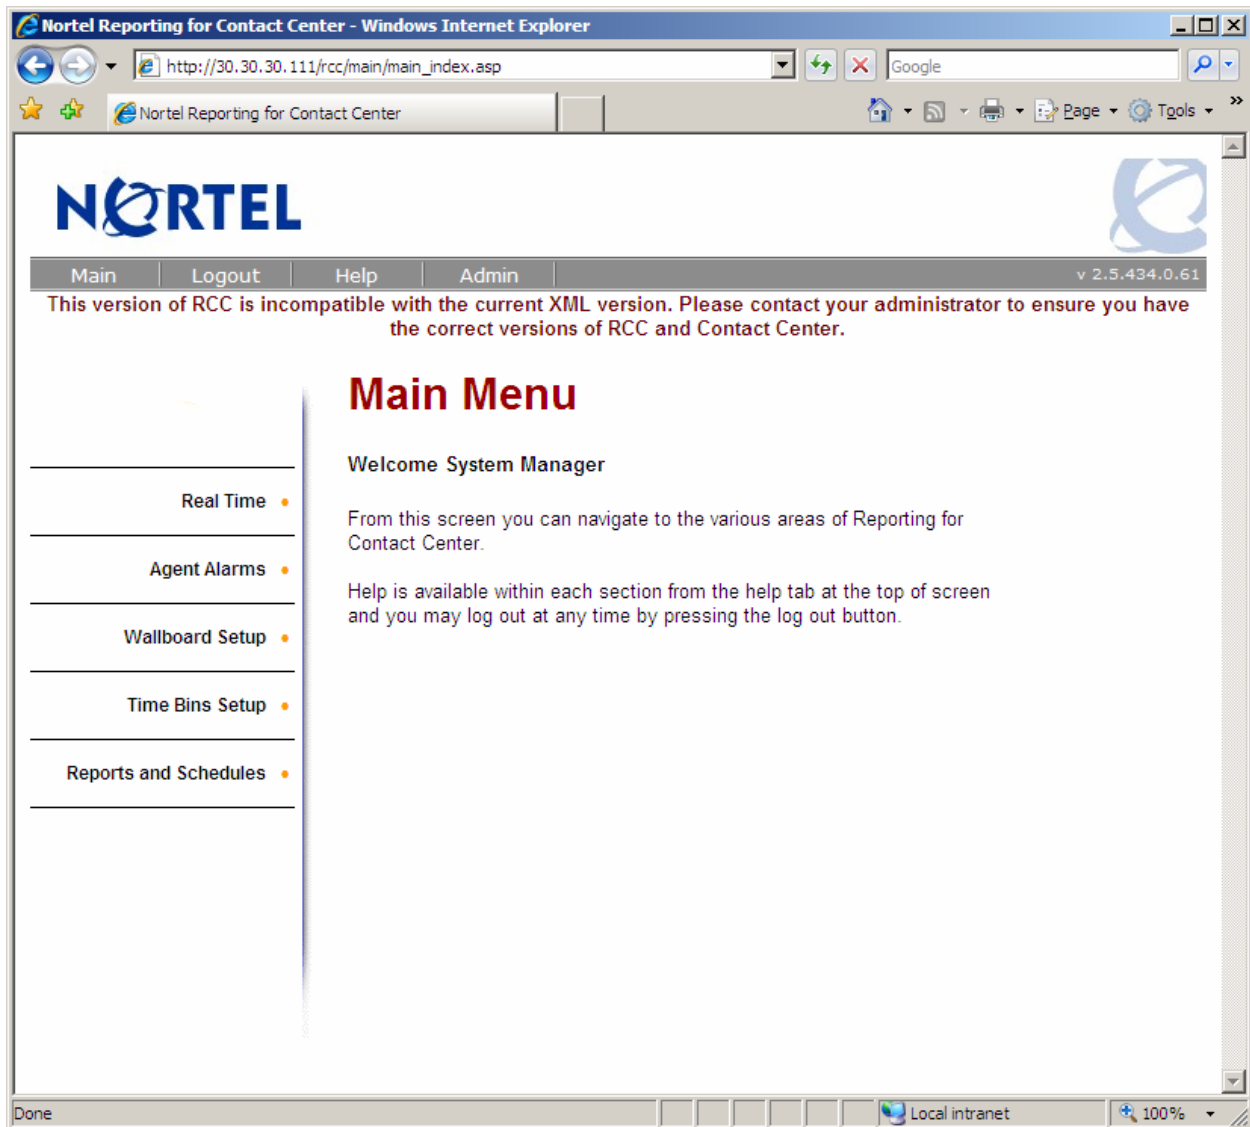 Nortel Reporting for Contact Center - Windows Internet Explorer
http://30.30.30.111/rcc/main/main_index.asp
Google
Nortel Reporting for Contact Center
Page
Tools
»
NORTEL
Main Logout Help Admin v 2.5.434.0.61
This version of RCC is incompatible with the current XML version. Please contact your administrator to ensure you have
the correct versions of RCC and Contact Center.
Main Menu
Welcome System Manager
From this screen you can navigate to the various areas of Reporting for
Contact Center.
Help is available within each section from the help tab at the top of screen
and you may log out at any time by pressing the log out button.
Real Time
Agent Alarms
Wallboard Setup
Time Bins Setup
Reports and Schedules
Done
Local intranet
100%